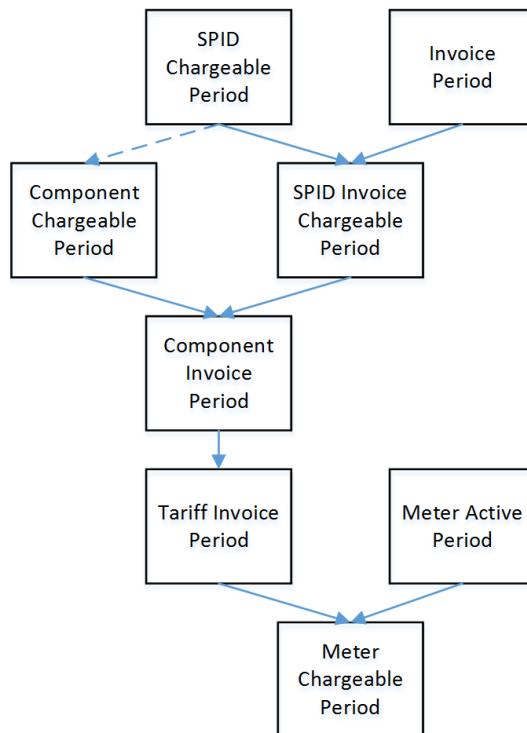 SPID
Chargeable
Period
Invoice
Period
Component
Chargeable
Period
SPID Invoice
Chargeable
Period
Component
Invoice
Period
Tariff Invoice
Period
Meter Active
Period
Meter
Chargeable
Period